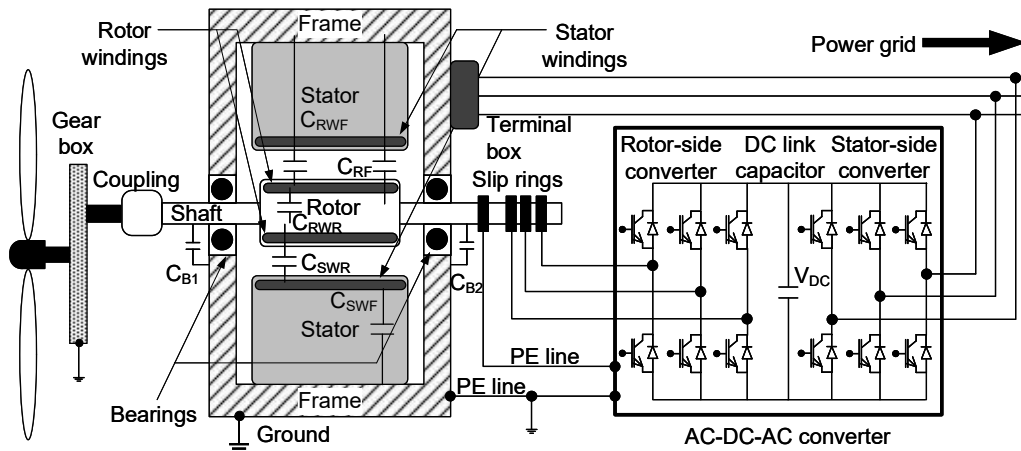 Frame
Rotor
windings
Stator
windings
Power grid
Gear
box
Stator
C_RWF
Terminal
box
C_RF
Rotor-side
converter
DC link
capacitor
Stator-side
converter
Coupling
Slip rings
Shaft
Rotor
C_RWR
C_SWR
C_B1
C_B2
V_DC
C_SWF
Stator
PE line
PE line
Bearings
Frame
Ground
AC-DC-AC converter